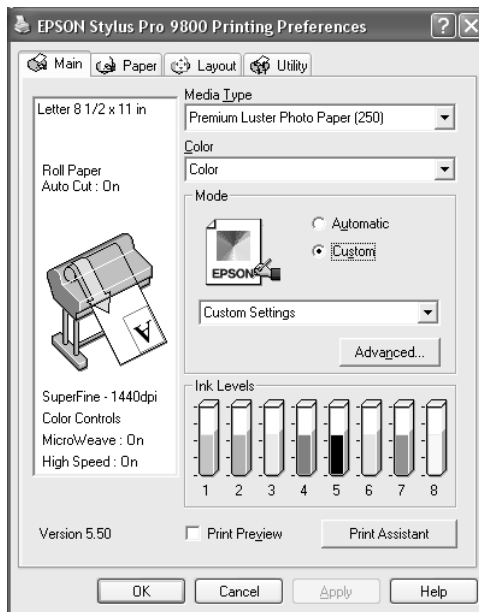 EPSON Stylus Pro 9800 Printing Preferences
Main
Paper
Layout
Utility
Letter 8 1/2 x 11 in
Roll Paper
Auto Cut : On
A
SuperFine - 1440dpi
Color Controls
MicroWeave : On
High Speed : On
Version 5.50
Media Type
Premium Luster Photo Paper (250)
Color
Color
Mode
EPSON
Automatic
Custom
Custom Settings
Advanced...
Ink Levels
1 2 3 4 5 6 7 8
Print Preview
Print Assistant
OK
Cancel
Apply
Help